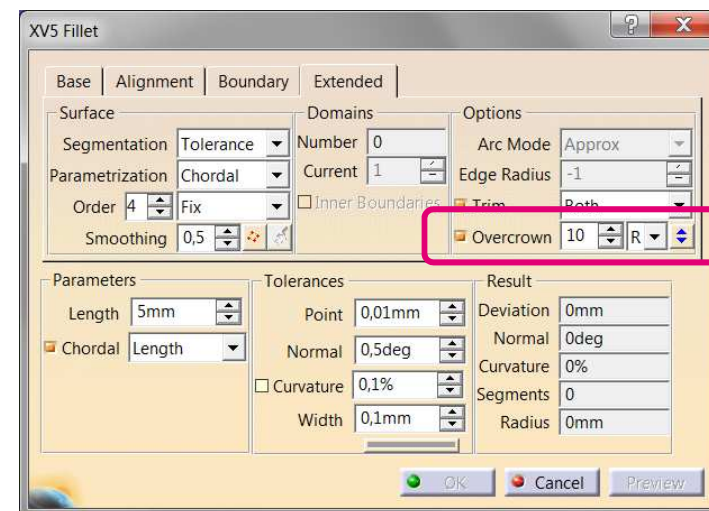 XV5 Fillet
Base Alignment Boundary Extended
Surface Domains Options
Segmentation Tolerance Number 0 Arc Mode Approx
Parametrization Chordal Current 1 Edge Radius -1
Order 4 Fix Inner Boundaries Trim Both
Smoothing 0,5 Overcrown 10 R
Parameters Tolerances Result
Length 5mm Point 0,01mm Deviation 0mm
Chordal Length Normal 0,5deg Normal 0deg
Curvature 0,1% Curvature 0%
Segments 0
Width 0,1mm Radius 0mm
OK Cancel Preview